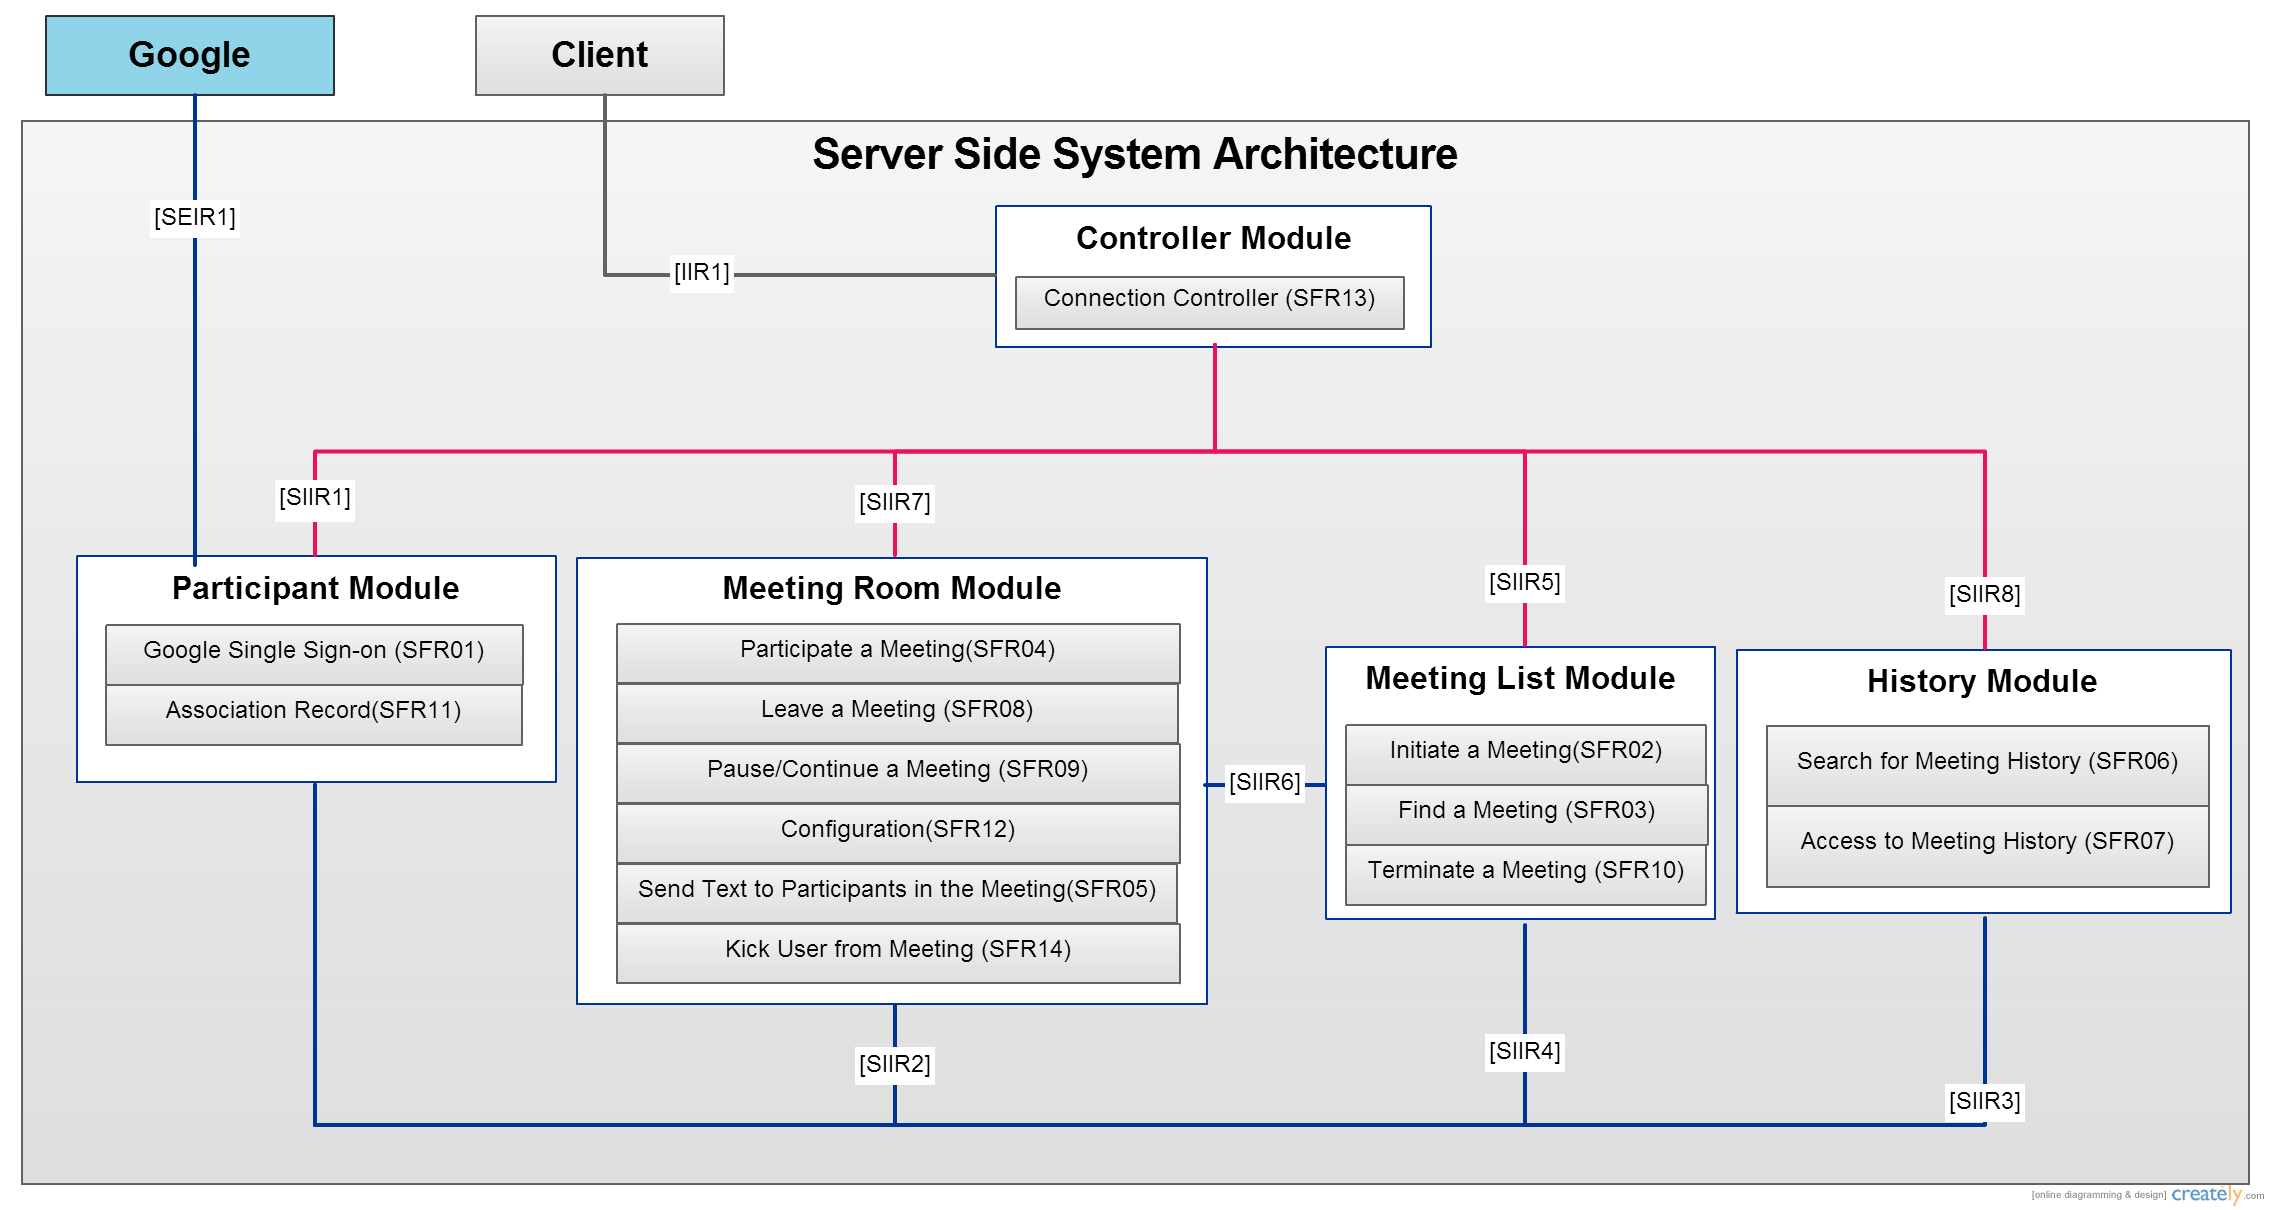 Google
Client
Server Side System Architecture
[SEIR1]
Controller Module
[IIR1]
Connection Controller (SFR13)
[SIIR1]
[SIIR7]
[SIIR5]
[SIIR8]
Participant Module
Google Single Sign-on (SFR01)
Association Record(SFR11)
Meeting Room Module
Participate a Meeting(SFR04)
Leave a Meeting (SFR08)
Pause/Continue a Meeting (SFR09)
Configuration(SFR12)
Send Text to Participants in the Meeting(SFR05)
Kick User from Meeting (SFR14)
[SIIR6]
Meeting List Module
Initiate a Meeting(SFR02)
Find a Meeting (SFR03)
Terminate a Meeting (SFR10)
History Module
Search for Meeting History (SFR06)
Access to Meeting History (SFR07)
[SIIR2]
[SIIR4]
[SIIR3]
[online diagramming & design] creately.com